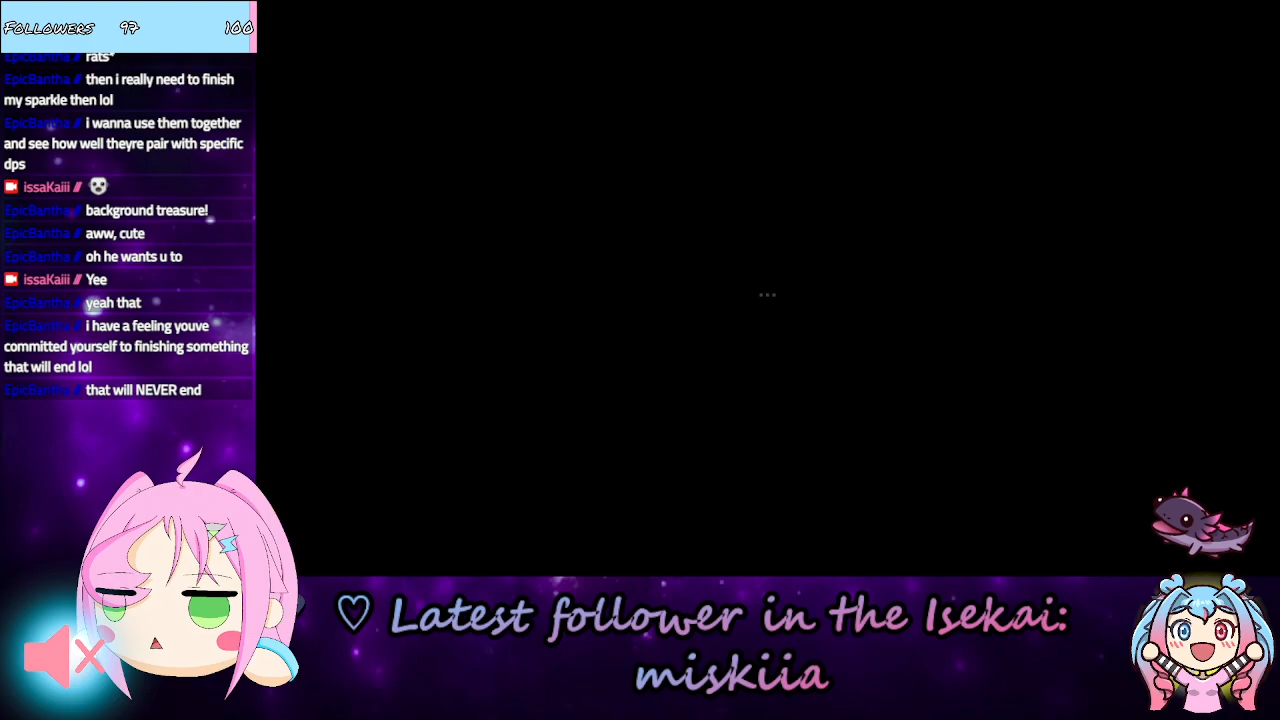 Followers 97 100
EpicBantha // rats*
EpicBantha // then i really need to finish
my sparkle then lol
EpicBantha // i wanna use them together
and see how well theyre pair with specific
dps
issaKaiii //
EpicBantha // background treasure!
EpicBantha // aww, cute
EpicBantha // oh he wants u to
issaKaiii // Yee
EpicBantha // yeah that
EpicBantha // i have a feeling youve
committed yourself to finishing something
that will end lol
EpicBantha // that will NEVER end
...
♡ Latest follower in the Isekai:
miskiia